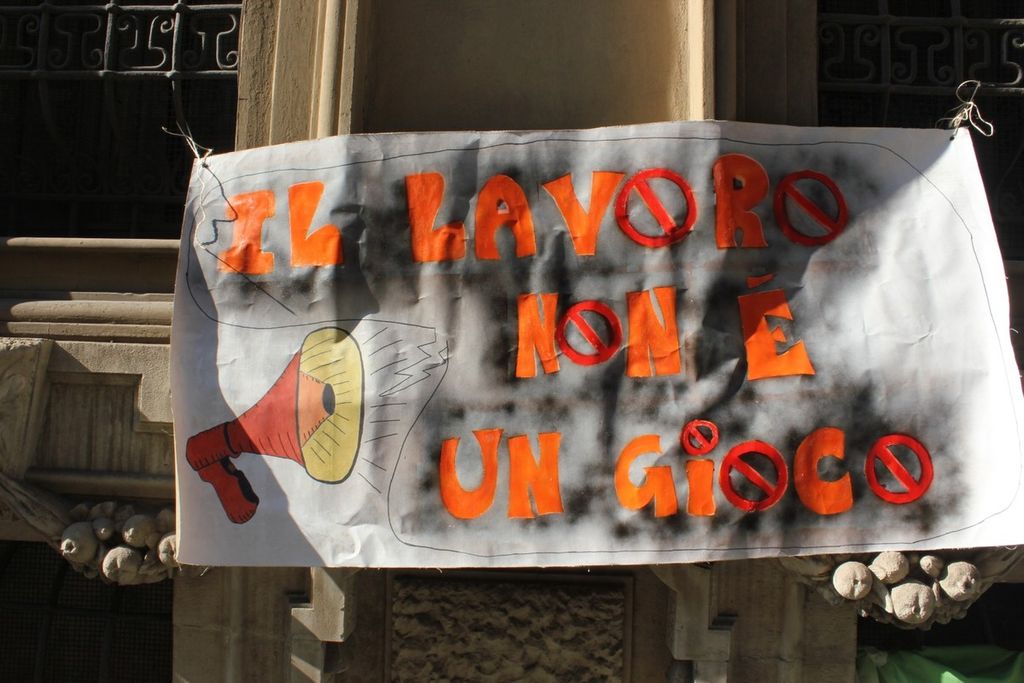 IL LAVORO
NON É
UN GiOCO